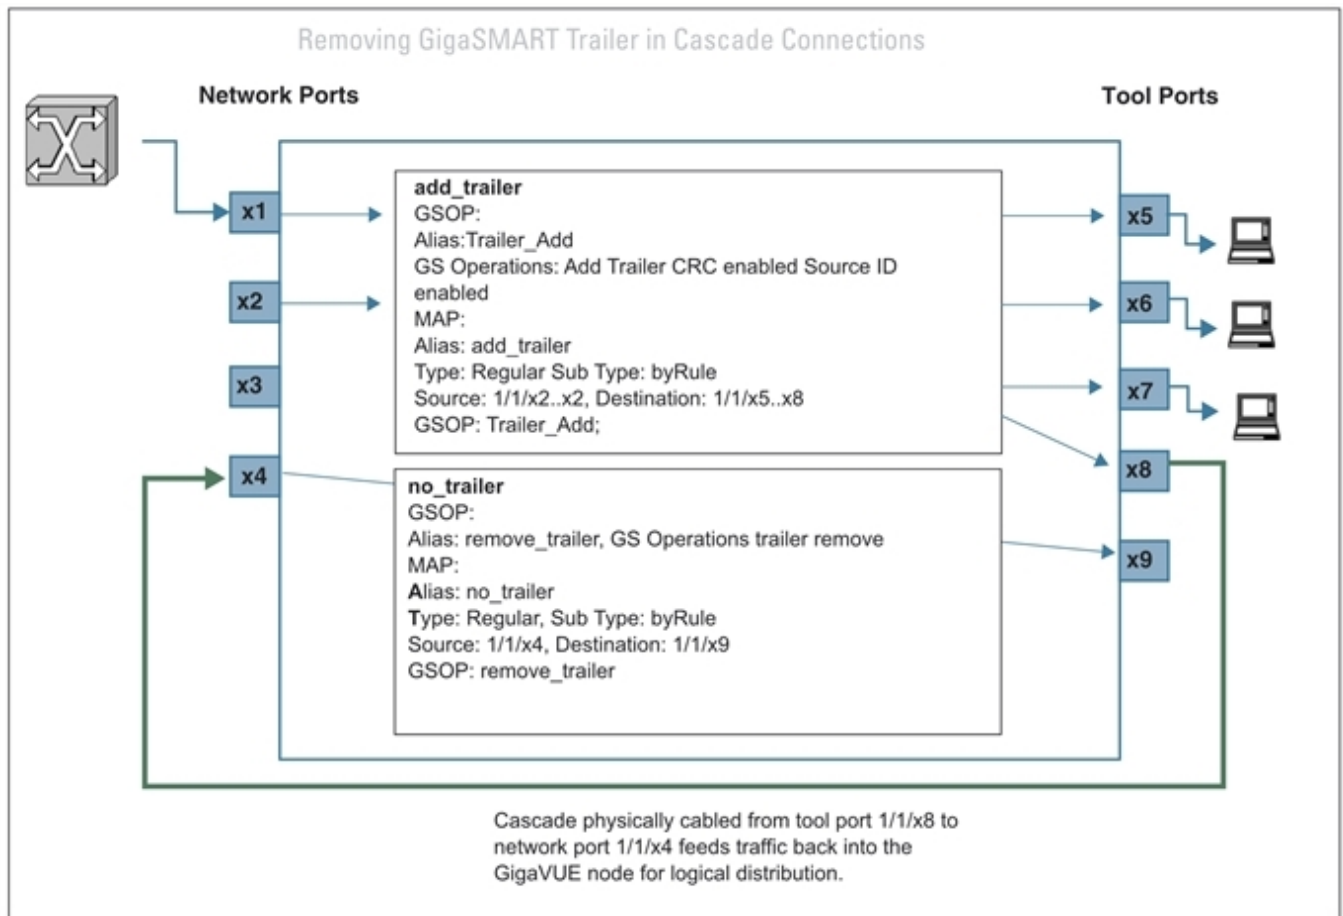 Removing GigaSMART Trailer in Cascade Connections
Network Ports
Tool Ports
x1
x2
x3
x4
add_trailer
GSOP:
Alias:Trailer_Add
GS Operations: Add Trailer CRC enabled Source ID
enabled
MAP:
Alias: add_trailer
Type: Regular Sub Type: byRule
Source: 1/1/x2..x2, Destination: 1/1/x5..x8
GSOP: Trailer_Add;
no_trailer
GSOP:
Alias: remove_trailer, GS Operations trailer remove
MAP:
Alias: no_trailer
Type: Regular, Sub Type: byRule
Source: 1/1/x4, Destination: 1/1/x9
GSOP: remove_trailer
x5
x6
x7
x8
x9
Cascade physically cabled from tool port 1/1/x8 to
network port 1/1/x4 feeds traffic back into the
GigaVUE node for logical distribution.